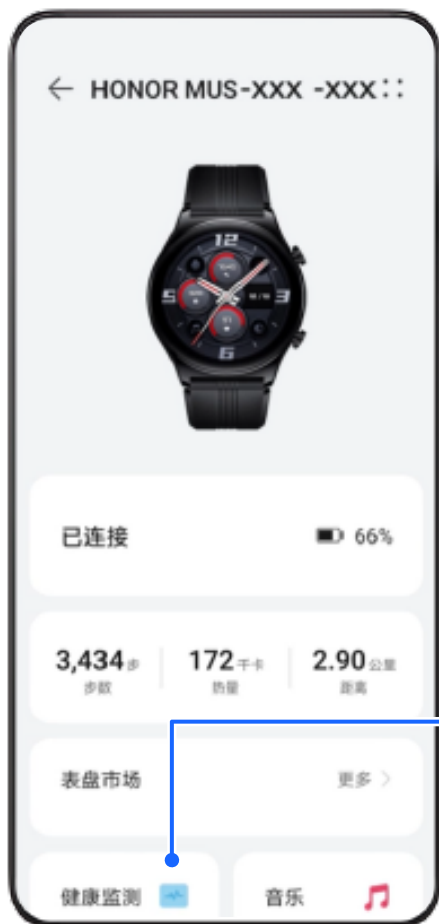 HONOR MUS-XXX -XXX
12
6
已连接
66%
3,434步
172千卡
2.90公里
步数
热量
距离
表盘市场
更多
健康监测
音乐